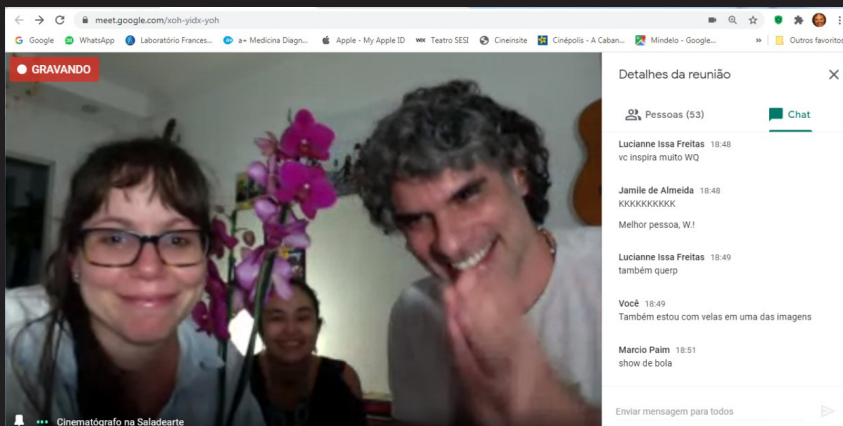 meet.google.com/xoh-yidx-yoh
Google
WhatsApp
Laboratório Frances...
a+ Medicina Diagn...
Apple - My Apple ID
WIX Teatro SESI
Cineinsite
Cinépolis - A Caban...
Mindelo - Google...
»
Outros favoritos
GRAVANDO
Detalhes da reunião
Pessoas (53)
Chat
Lucianne Issa Freitas 18:48
vc inspira muito WQ
Jamile de Almeida 18:48
KKKKKKKKKK
Melhor pessoa, W.!
Lucianne Issa Freitas 18:49
também querp
Você 18:49
Também estou com velas em uma das imagens
Marcio Paim 18:51
show de bola
Enviar mensagem para todos
Cinematógrafo na Saladearte